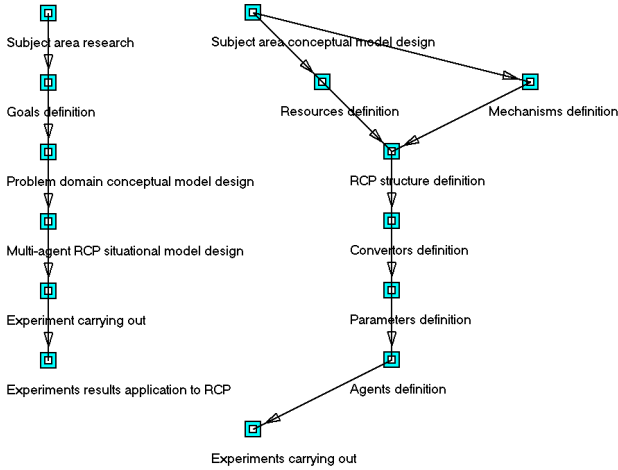 Subject area research
Goals definition
Problem domain conceptual model design
Multi-agent RCP situational model design
Experiment carrying out
Experiments results application to RCP
Subject area conceptual model design
Resources definition
Mechanisms definition
RCP structure definition
Convertors definition
Parameters definition
Agents definition
Experiments carrying out